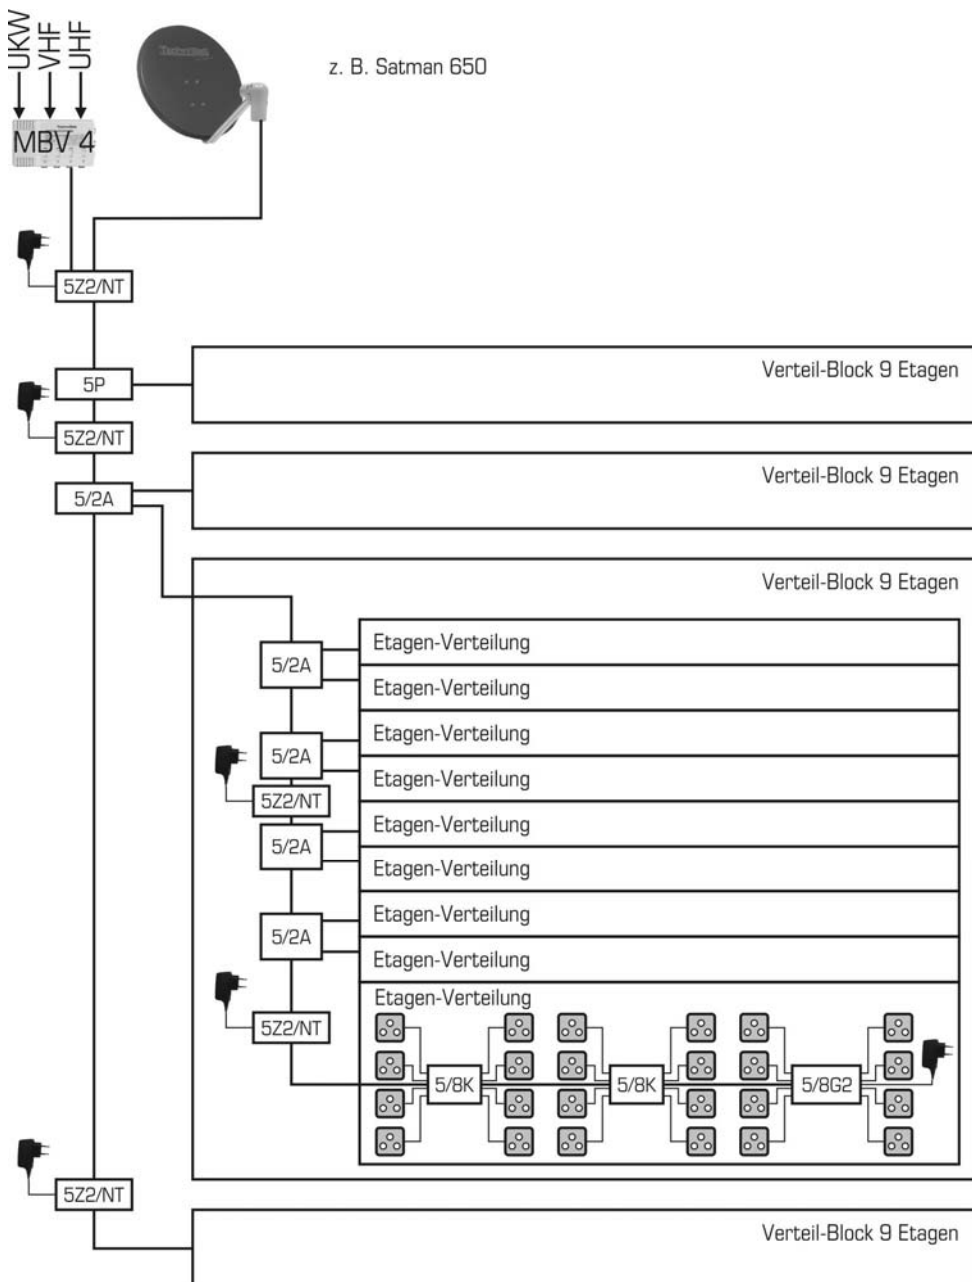 UKW
VHF
UHF
z. B. Satman 650
MBV 4
5Z2/NT
Verteil-Block 9 Etagen
5P
5Z2/NT
Verteil-Block 9 Etagen
5/2A
Verteil-Block 9 Etagen
Etagen-Verteilung
5/2A
Etagen-Verteilung
Etagen-Verteilung
5/2A
Etagen-Verteilung
5Z2/NT
Etagen-Verteilung
5/2A
Etagen-Verteilung
Etagen-Verteilung
5/2A
Etagen-Verteilung
Etagen-Verteilung
5Z2/NT
5/8K
5/8K
5/8G2
5Z2/NT
Verteil-Block 9 Etagen